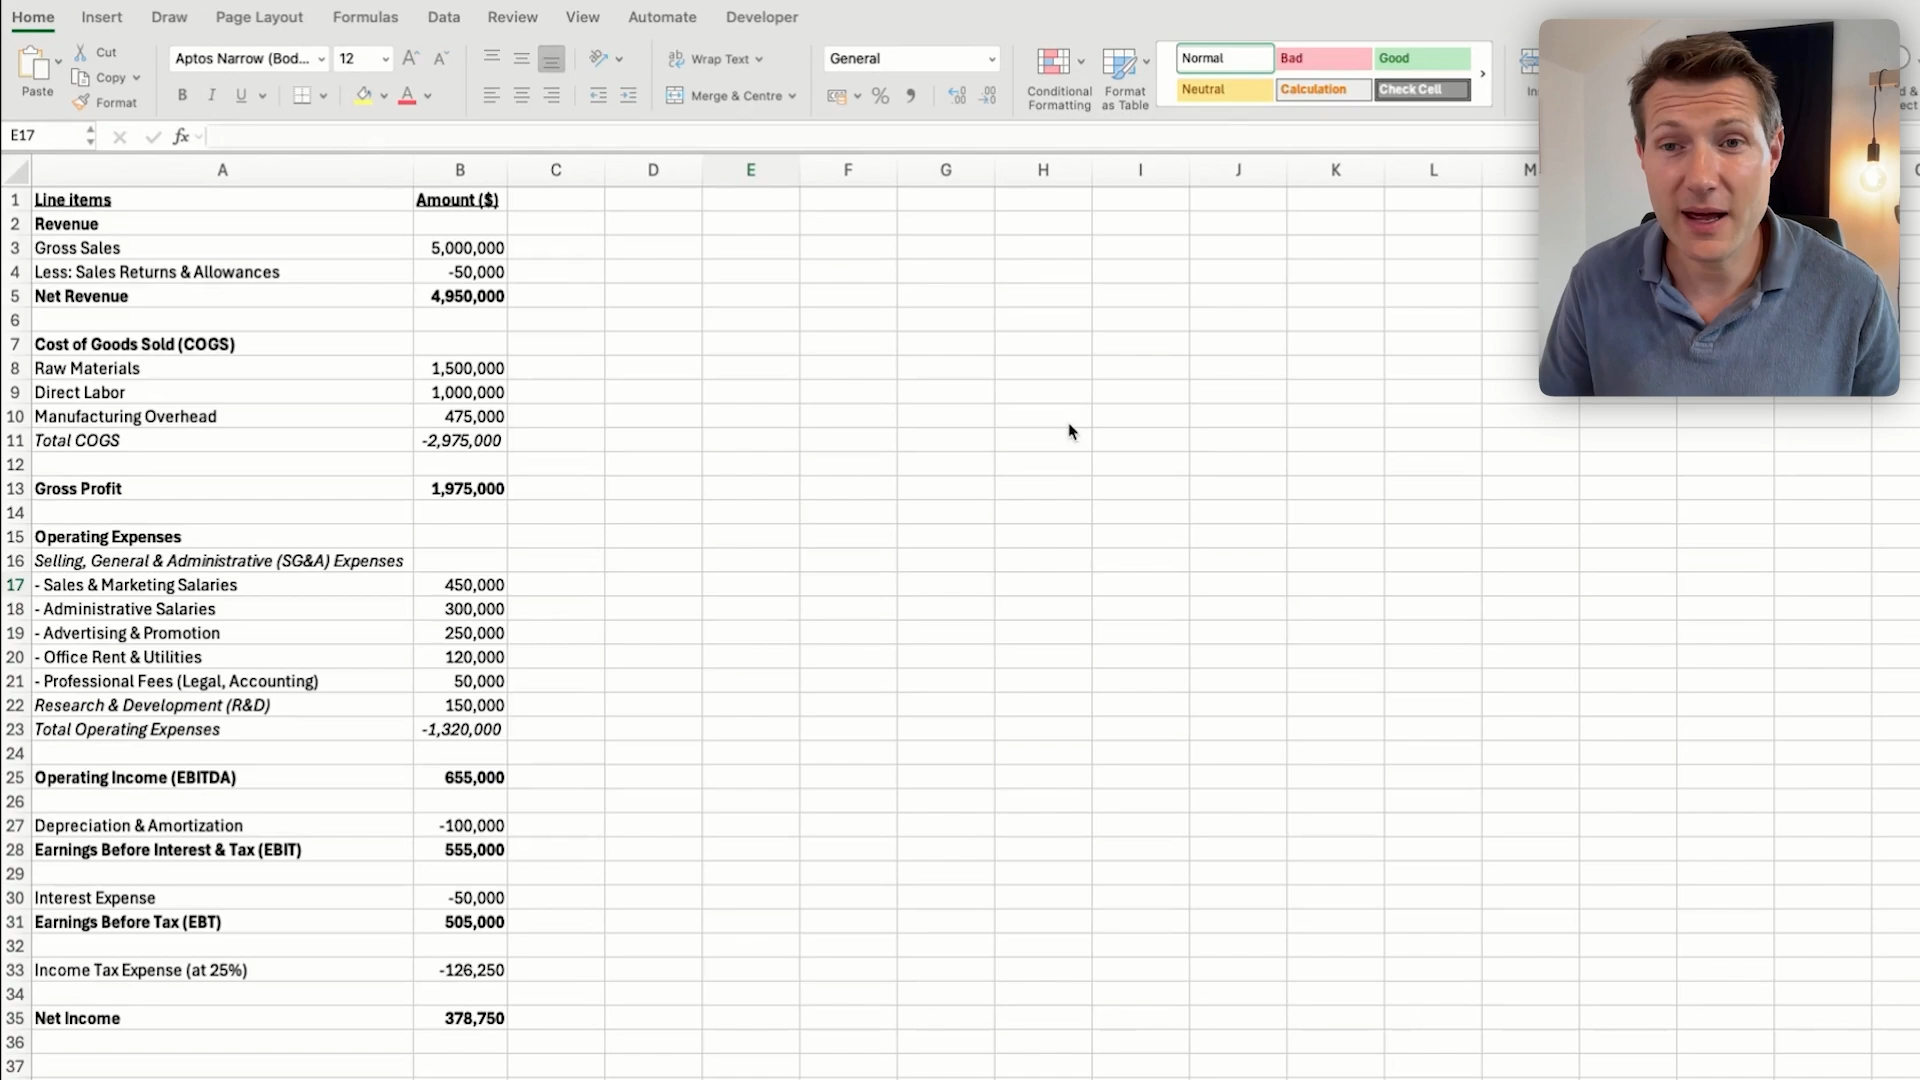 Home Insert Draw Page Layout Formulas Data Review View Automate Developer
Paste
Cut
Copy
Format
Aptos Narrow (Bod... 12
B I U
Wrap Text
Merge & Centre
General
Conditional Formatting
Format as Table
Normal Bad Good
Neutral Calculation Check Cell
E17 fx
A B C D E F G H I J K L M
1 Line items Amount ($)
2 Revenue
3 Gross Sales 5,000,000
4 Less: Sales Returns & Allowances -50,000
5 Net Revenue 4,950,000
6
7 Cost of Goods Sold (COGS)
8 Raw Materials 1,500,000
9 Direct Labor 1,000,000
10 Manufacturing Overhead 475,000
11 Total COGS -2,975,000
12
13 Gross Profit 1,975,000
14
15 Operating Expenses
16 Selling, General & Administrative (SG&A) Expenses
17 - Sales & Marketing Salaries 450,000
18 - Administrative Salaries 300,000
19 - Advertising & Promotion 250,000
20 - Office Rent & Utilities 120,000
21 - Professional Fees (Legal, Accounting) 50,000
22 Research & Development (R&D) 150,000
23 Total Operating Expenses -1,320,000
24
25 Operating Income (EBITDA) 655,000
26
27 Depreciation & Amortization -100,000
28 Earnings Before Interest & Tax (EBIT) 555,000
29
30 Interest Expense -50,000
31 Earnings Before Tax (EBT) 505,000
32
33 Income Tax Expense (at 25%) -126,250
34
35 Net Income 378,750
36
37